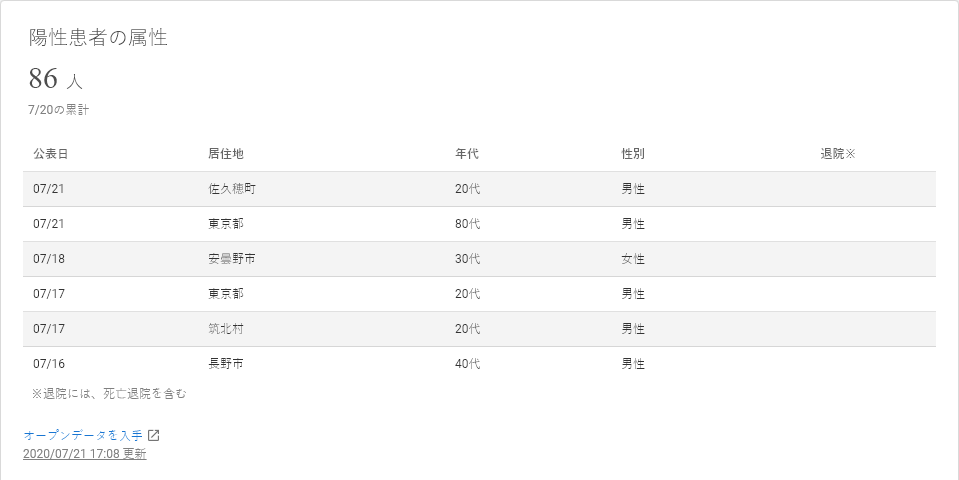 陽性患者の属性
86 人
7/20の累計
公表日 居住地 年代 性別 退院※
07/21 佐久穂町 20代 男性
07/21 東京都 80代 男性
07/18 安曇野市 30代 女性
07/17 東京都 20代 男性
07/17 筑北村 20代 男性
07/16 長野市 40代 男性
※退院には、死亡退院を含む
オープンデータを入手
2020/07/21 17:08 更新